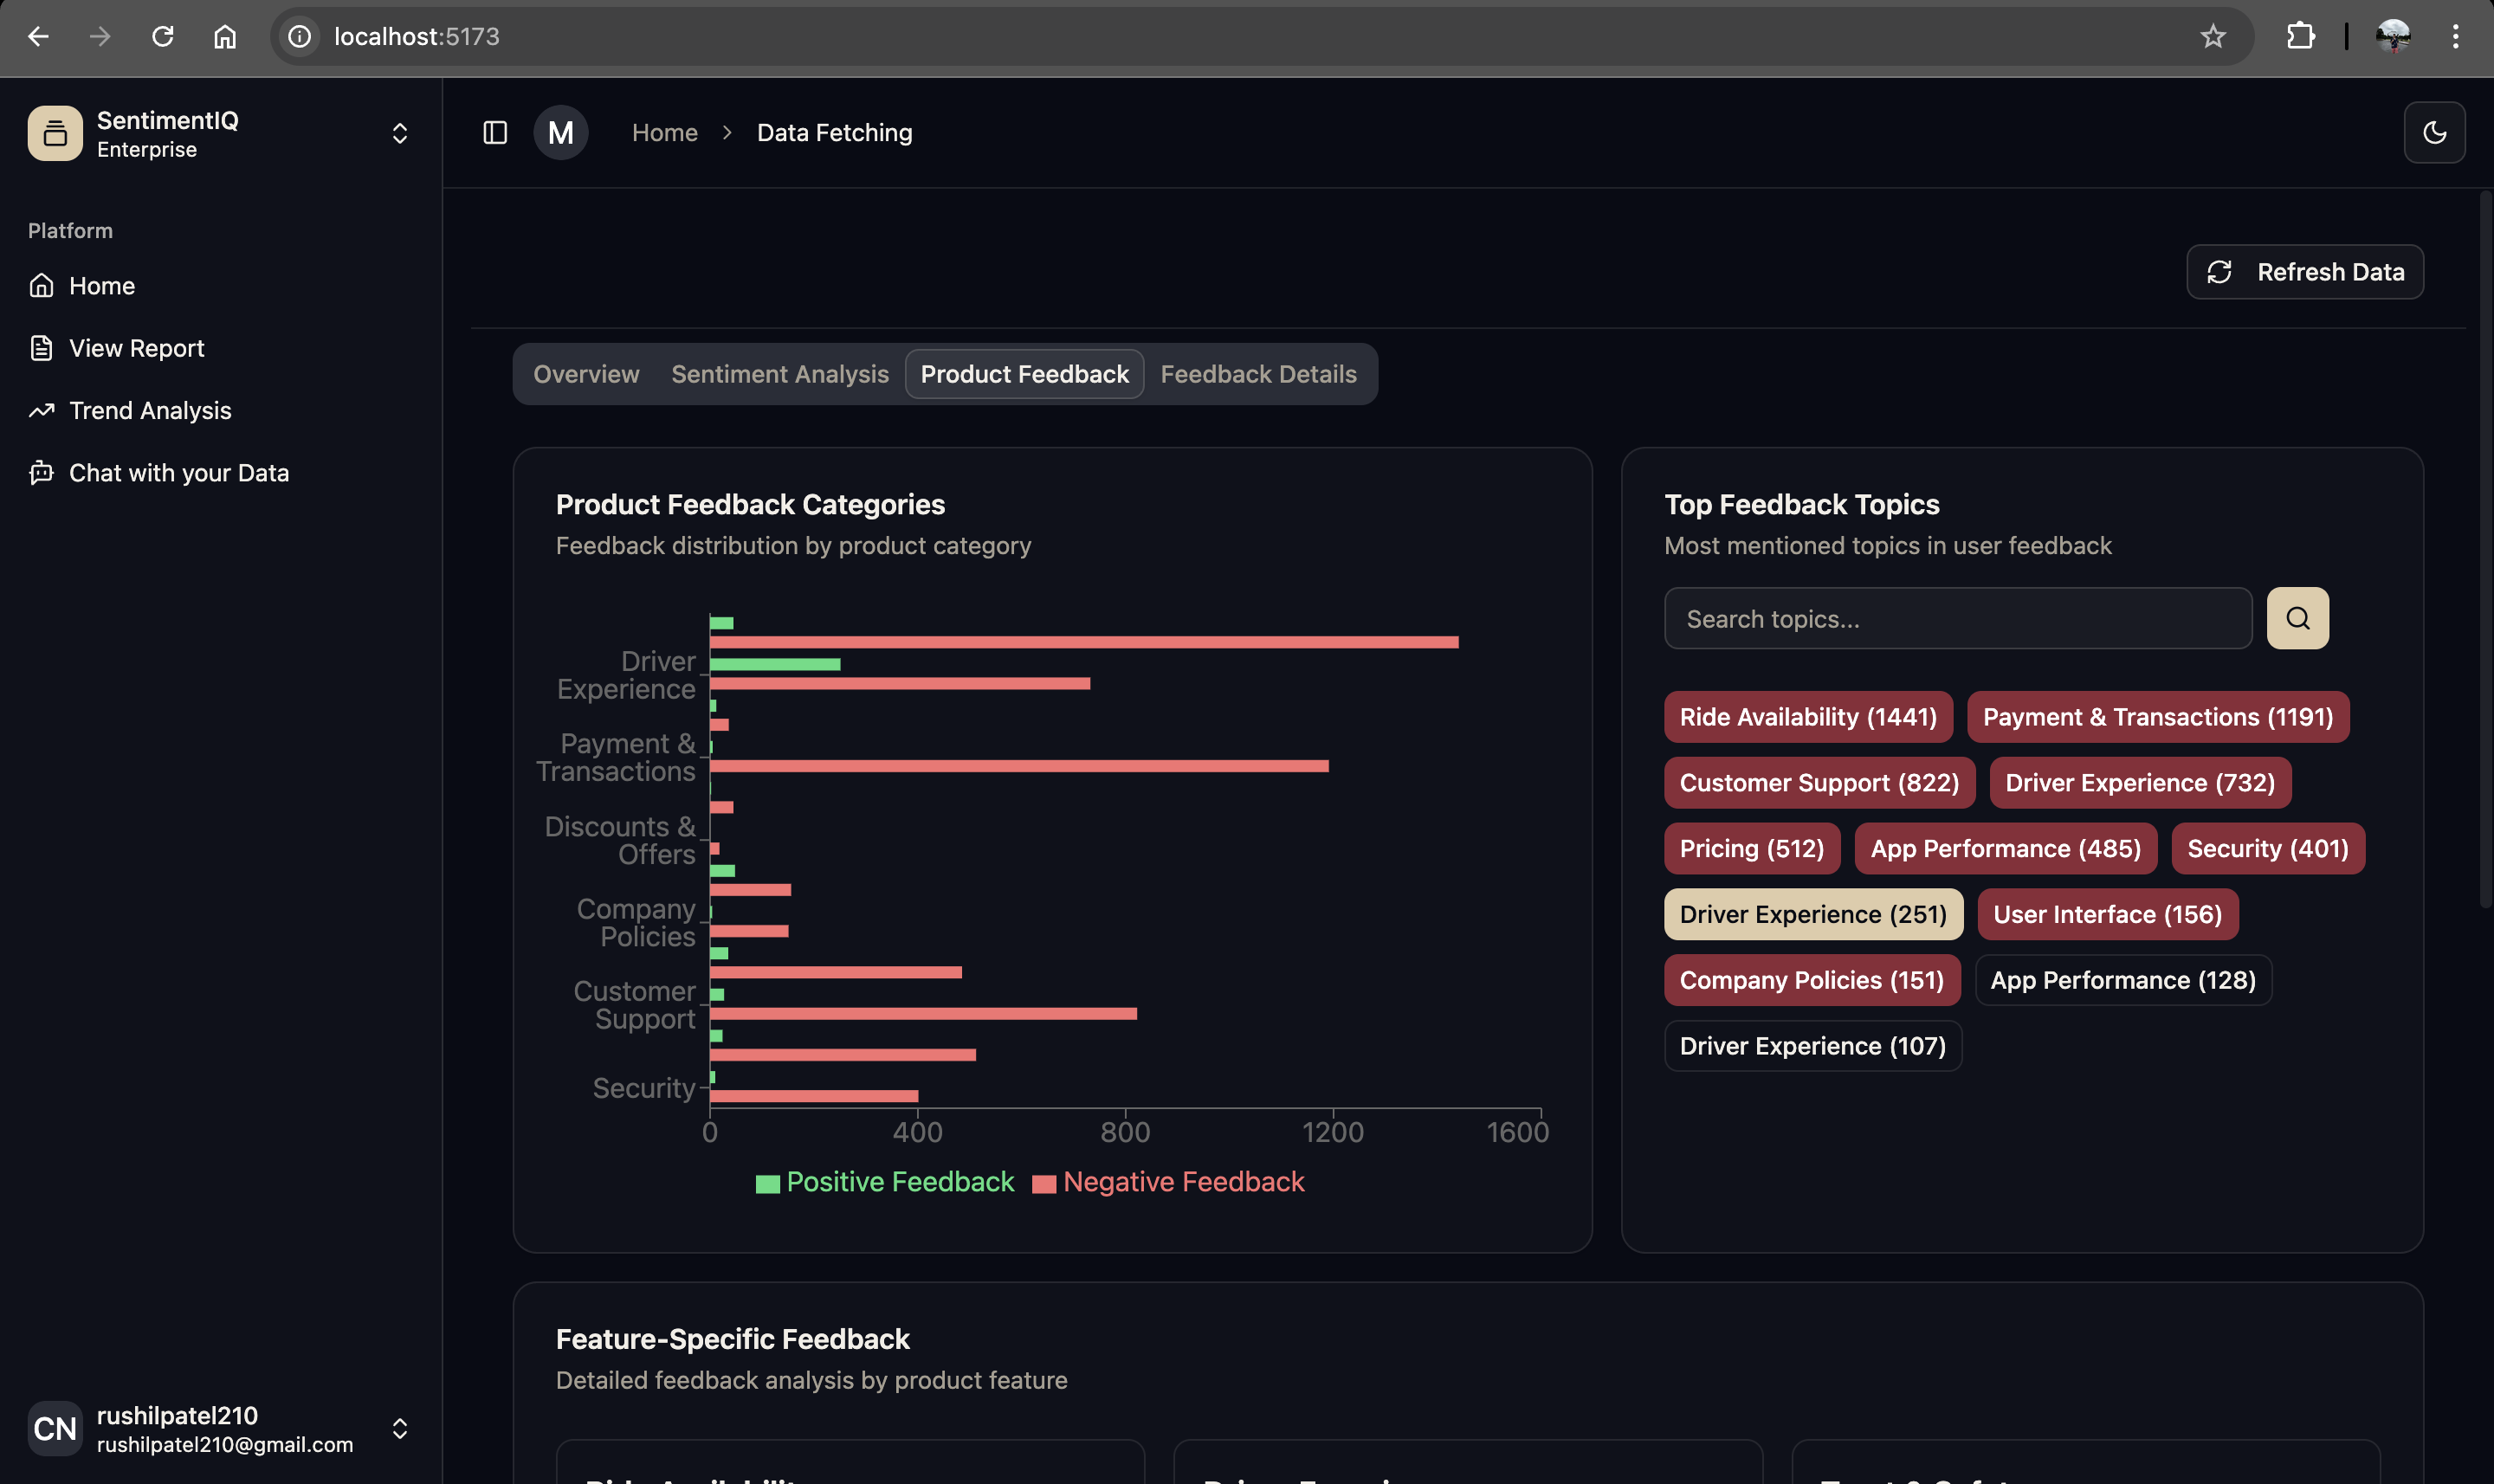 localhost:5173
SentimentIQ
Enterprise
M
Home
Data Fetching
Platform
Home
View Report
Trend Analysis
Chat with your Data
Refresh Data
Overview
Sentiment Analysis
Product Feedback
Feedback Details
Product Feedback Categories
Feedback distribution by product category
Driver
Experience
Payment &
Transactions
Discounts &
Offers
Company
Policies
Customer
Support
Security
0 400 800 1200 1600
Positive Feedback Negative Feedback
Top Feedback Topics
Most mentioned topics in user feedback
Search topics...
Ride Availability (1441) Payment & Transactions (1191)
Customer Support (822) Driver Experience (732)
Pricing (512) App Performance (485) Security (401)
Driver Experience (251) User Interface (156)
Company Policies (151) App Performance (128)
Driver Experience (107)
Feature-Specific Feedback
Detailed feedback analysis by product feature
CN
rushilpatel210
rushilpatel210@gmail.com